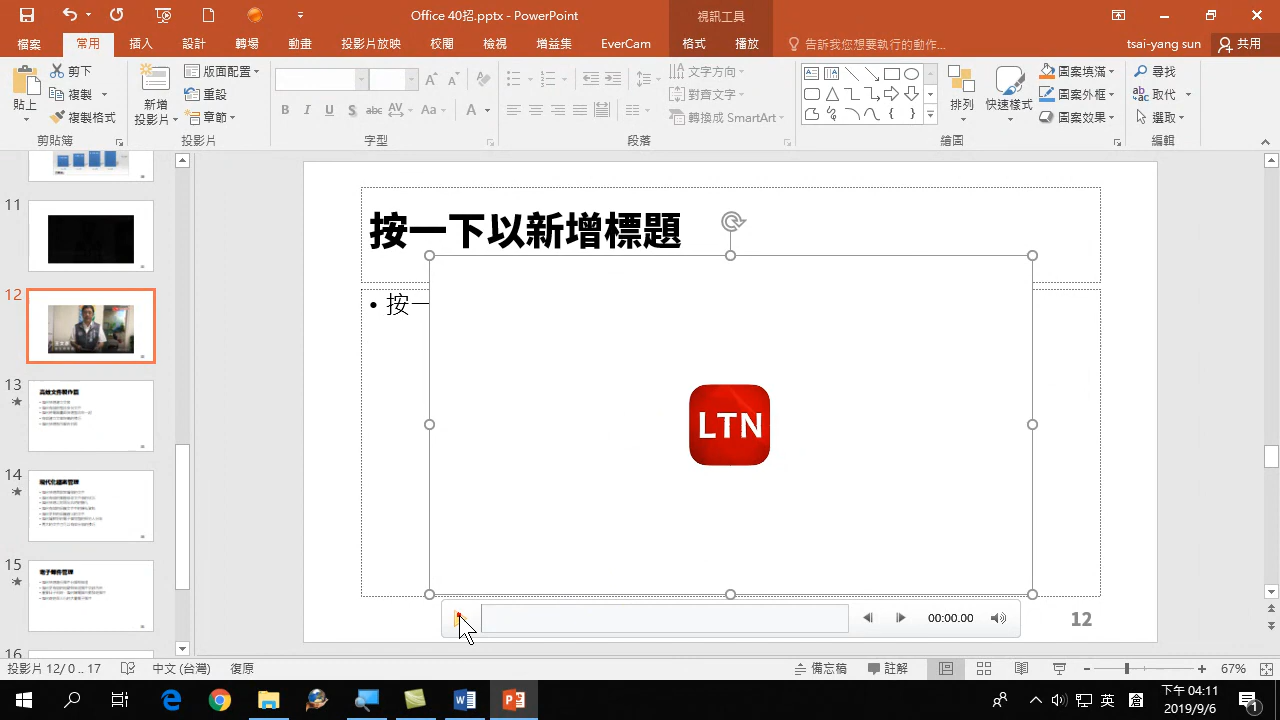 Office 40招.pptx - PowerPoint
視訊工具
檔案 常用 插入 設計 轉場 動畫 投影片放映 校閱 檢視 增益集 EverCam 格式 播放 告訴我您想要執行的動作... tsai-yang sun 共用
貼上 剪下 複製 複製格式
新增投影片 版面配置 重設 章節
B I U S abc AV Aa A
文字方向 對齊文字 轉換成 SmartArt
排列 快速樣式 圖案填滿 圖案外框 圖案效果
尋找 取代 選取
剪貼簿 投影片 字型 段落 繪圖 編輯
11
12
13
高效文件製作區
14
現代化檔案管理
15
電子郵件管理
16
按一下以新增標題
• 按一
LTN
00:00.00
12
投影片 12/ 0 .. 17 中文 (台灣) 復原 備忘稿 註解 67%
英
下午 04:11
2019/9/6
1